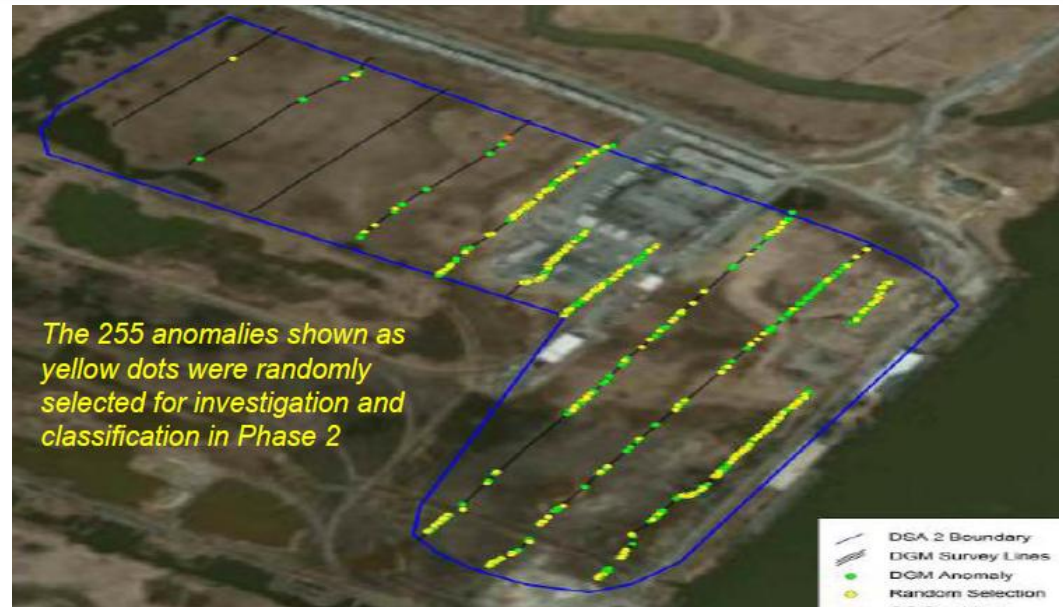 The 255 anomalies shown as
yellow dots were randomly
selected for investigation and
classification in Phase 2
DSA 2 Boundary
DGM Survey Lines
DGM Anomaly
Random Selection